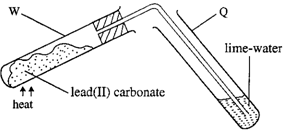 W
Q
lime-water
lead(II) carbonate
heat